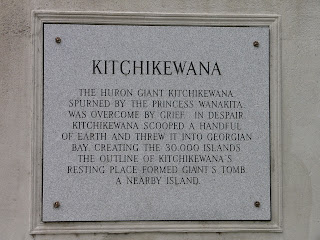 KITCHIKEWANA
THE HURON GIANT KITCHIKEWANA,
SPURNED BY THE PRINCESS WANAKITA,
WAS OVERCOME BY GRIEF. IN DESPAIR,
KITCHIKEWANA SCOOPED A HANDFUL
OF EARTH AND THREW IT INTO GEORGIAN
BAY, CREATING THE 30,000 ISLANDS.
THE OUTLINE OF KITCHIKEWANA'S
RESTING PLACE FORMED GIANT'S TOMB,
A NEARBY ISLAND.